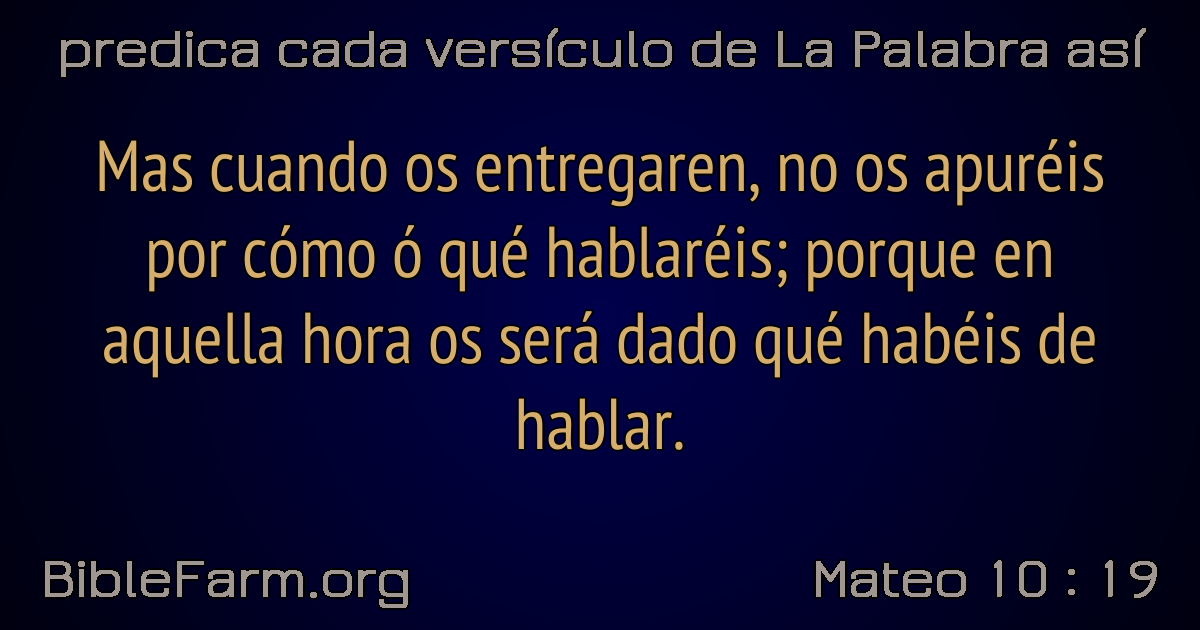 predica cada versículo de La Palabra así
Mas cuando os entregaren, no os apuréis
por cómo ó qué hablaréis; porque en
aquella hora os será dado qué habéis de
hablar.
BibleFarm.org
Mateo 10 : 19